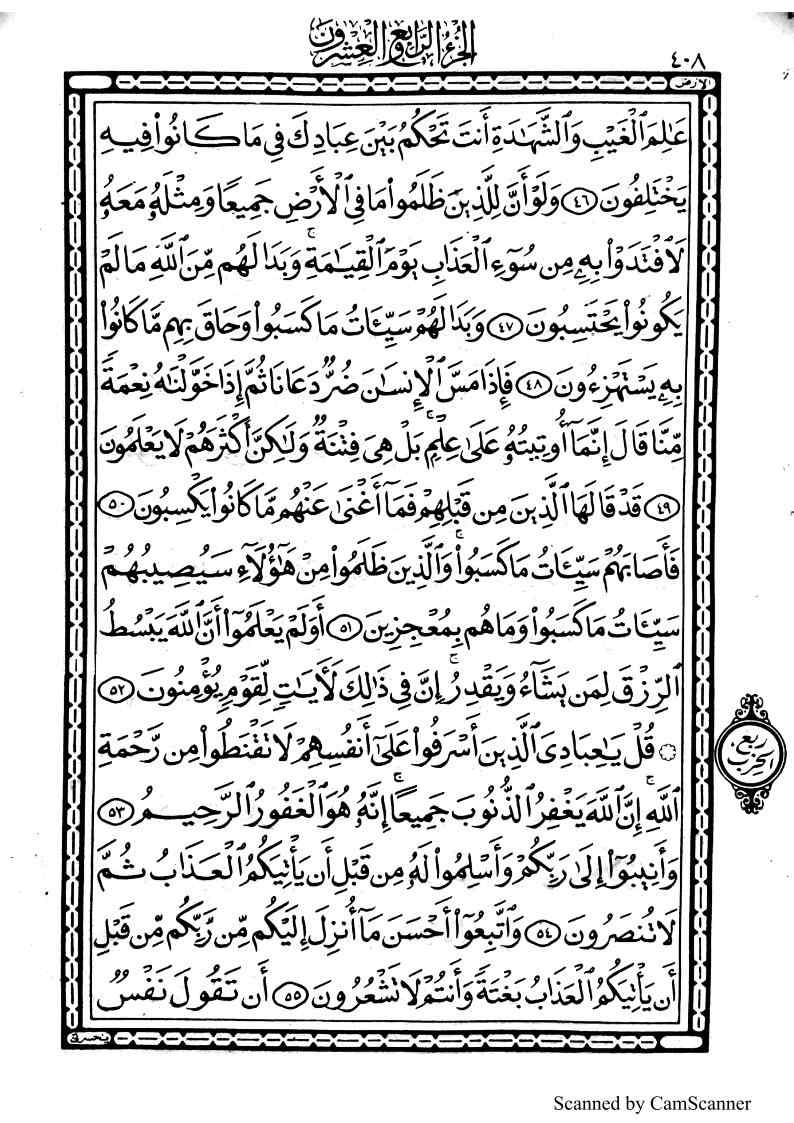 الجزء الرابع والعشرون
٤٠٨
الأرض
عَٰلِمَ ٱلْغَيْبِ وَٱلشَّهَٰدَةِ أَنتَ تَحْكُمُ بَيْنَ عِبَادِكَ فِى مَا كَانُوا۟ فِيهِ
يَخْتَلِفُونَ ٤٦ وَلَوْ أَنَّ لِلَّذِينَ ظَلَمُوا۟ مَا فِى ٱلْأَرْضِ جَمِيعًا وَمِثْلَهُۥ مَعَهُۥ
لَٱفْتَدَوْا۟ بِهِۦ مِن سُوٓءِ ٱلْعَذَابِ يَوْمَ ٱلْقِيَٰمَةِ ۚ وَبَدَا لَهُم مِّنَ ٱللَّهِ مَا لَمْ
يَكُونُوا۟ يَحْتَسِبُونَ ٤٧ وَبَدَا لَهُمْ سَيِّـَٔاتُ مَا كَسَبُوا۟ وَحَاقَ بِهِم مَّا كَانُوا۟
بِهِۦ يَسْتَهْزِءُونَ ٤٨ فَإِذَا مَسَّ ٱلْإِنسَٰنَ ضُرٌّ دَعَانَا ثُمَّ إِذَا خَوَّلْنَٰهُ نِعْمَةً
مِّنَّا قَالَ إِنَّمَآ أُوتِيتُهُۥ عَلَىٰ عِلْمٍۭ ۚ بَلْ هِىَ فِتْنَةٌ وَلَٰكِنَّ أَكْثَرَهُمْ لَا يَعْلَمُونَ
٤٩ قَدْ قَالَهَا ٱلَّذِينَ مِن قَبْلِهِمْ فَمَآ أَغْنَىٰ عَنْهُم مَّا كَانُوا۟ يَكْسِبُونَ ٥٠
فَأَصَابَهُمْ سَيِّـَٔاتُ مَا كَسَبُوا۟ ۚ وَٱلَّذِينَ ظَلَمُوا۟ مِنْ هَٰٓؤُلَآءِ سَيُصِيبُهُمْ
سَيِّـَٔاتُ مَا كَسَبُوا۟ وَمَا هُم بِمُعْجِزِينَ ٥١ أَوَلَمْ يَعْلَمُوٓا۟ أَنَّ ٱللَّهَ يَبْسُطُ
ٱلرِّزْقَ لِمَن يَشَآءُ وَيَقْدِرُ ۚ إِنَّ فِى ذَٰلِكَ لَءَايَٰتٍ لِّقَوْمٍ يُؤْمِنُونَ ٥٢
۞ قُلْ يَٰعِبَادِىَ ٱلَّذِينَ أَسْرَفُوا۟ عَلَىٰٓ أَنفُسِهِمْ لَا تَقْنَطُوا۟ مِن رَّحْمَةِ
ربع الحزب
ٱللَّهِ ۚ إِنَّ ٱللَّهَ يَغْفِرُ ٱلذُّنُوبَ جَمِيعًا ۚ إِنَّهُۥ هُوَ ٱلْغَفُورُ ٱلرَّحِيمُ ٥٣
وَأَنِيبُوٓا۟ إِلَىٰ رَبِّكُمْ وَأَسْلِمُوا۟ لَهُۥ مِن قَبْلِ أَن يَأْتِيَكُمُ ٱلْعَذَابُ ثُمَّ
لَا تُنصَرُونَ ٥٤ وَٱتَّبِعُوٓا۟ أَحْسَنَ مَآ أُنزِلَ إِلَيْكُم مِّن رَّبِّكُم مِّن قَبْلِ
أَن يَأْتِيَكُمُ ٱلْعَذَابُ بَغْتَةً وَأَنتُمْ لَا تَشْعُرُونَ ٥٥ أَن تَقُولَ نَفْسٌ
يٰحسرتى
Scanned by CamScanner